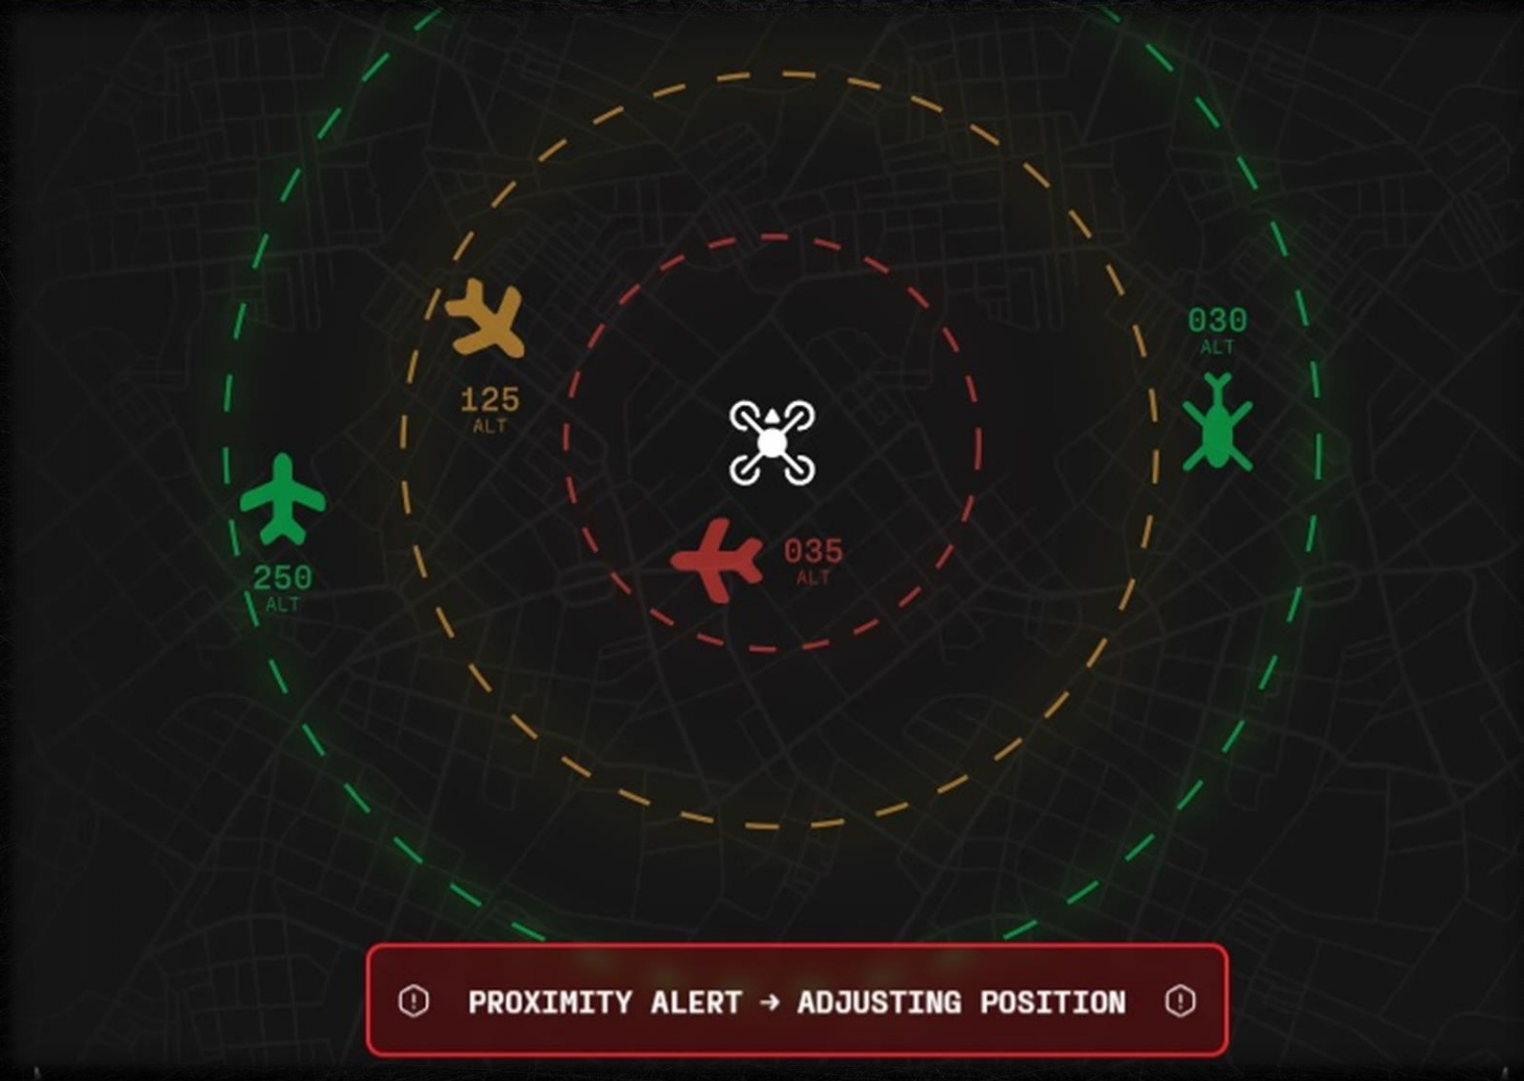 030
ALT
125
ALT
035
ALT
250
ALT
PROXIMITY ALERT → ADJUSTING POSITION